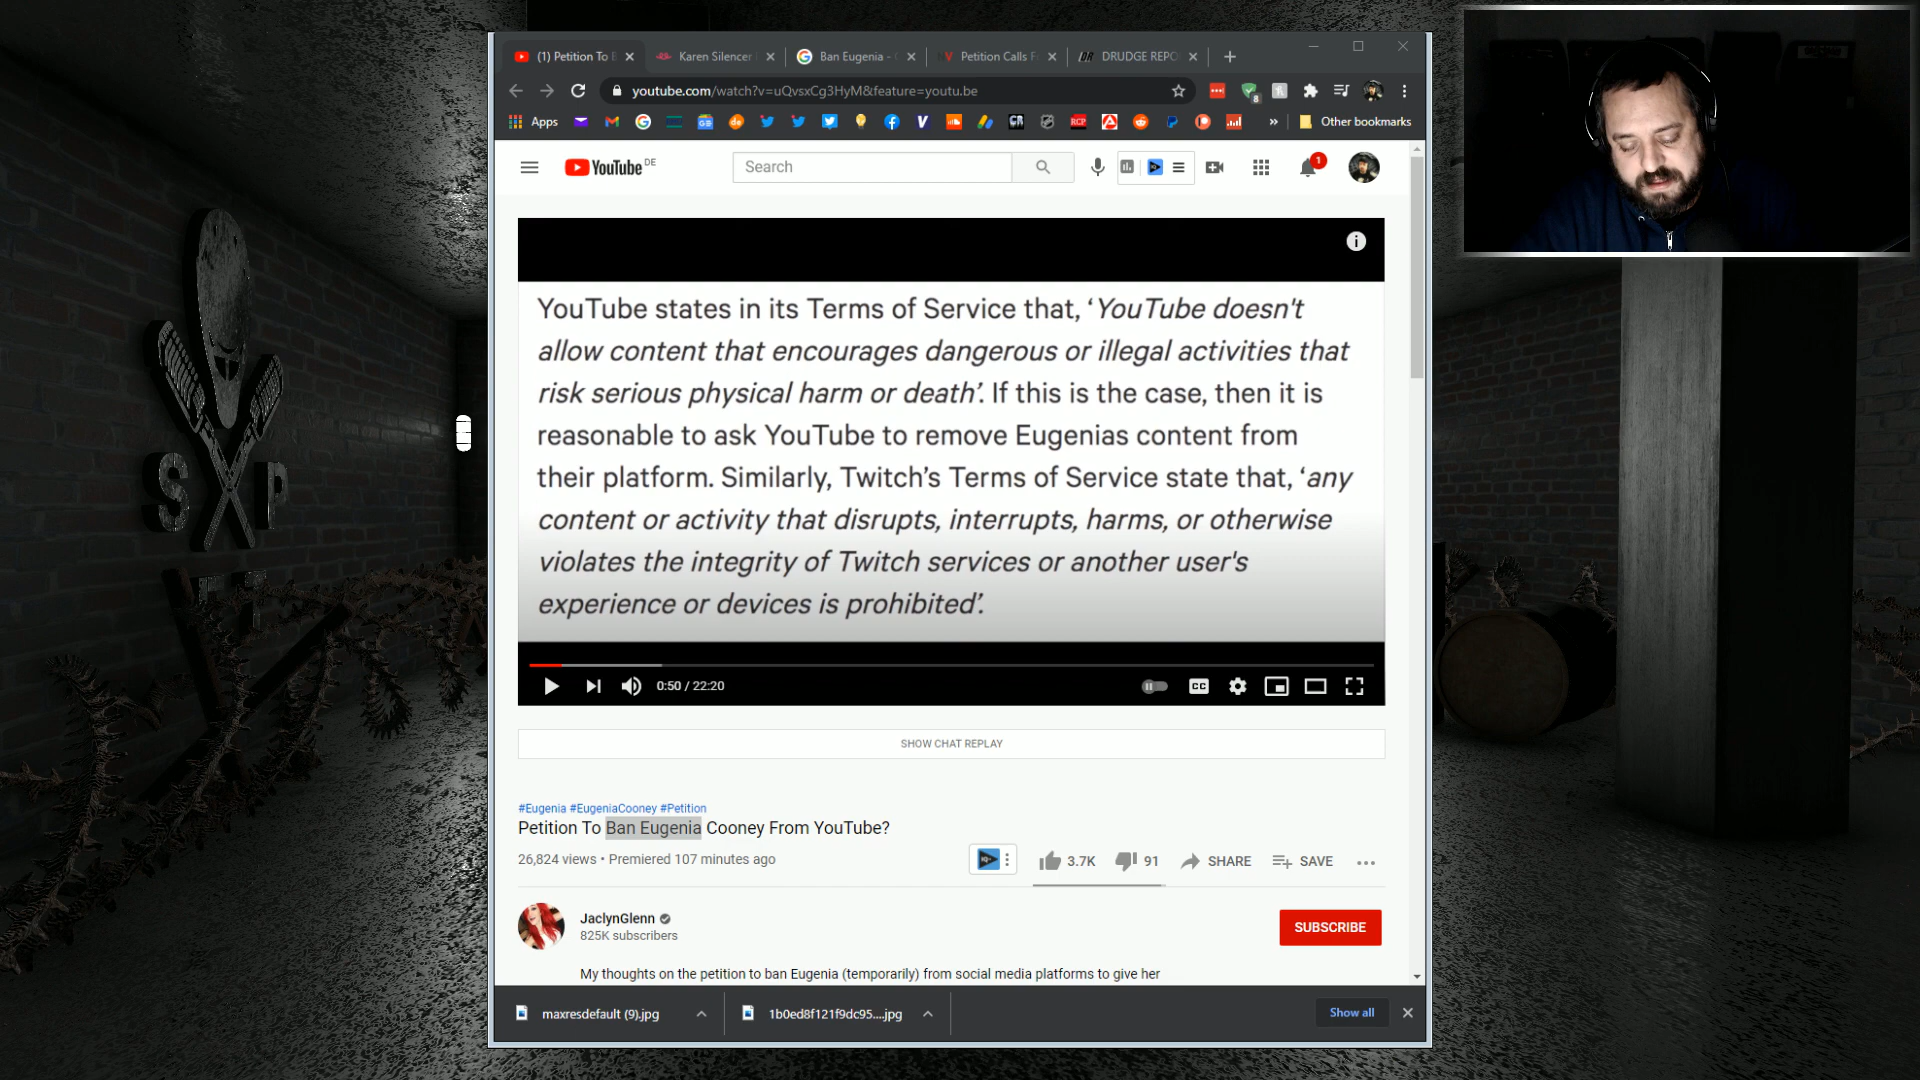 (1) Petition To B
Karen Silencer
Ban Eugenia -
Petition Calls F
DRUDGE REPO
youtube.com/watch?v=uQvsxCg3HyM&feature=youtu.be
8
Apps
RCP
» Other bookmarks
YouTube DE
Search
1
YouTube states in its Terms of Service that, ‘YouTube doesn't
allow content that encourages dangerous or illegal activities that
risk serious physical harm or death’. If this is the case, then it is
reasonable to ask YouTube to remove Eugenias content from
their platform. Similarly, Twitch’s Terms of Service state that, ‘any
content or activity that disrupts, interrupts, harms, or otherwise
violates the integrity of Twitch services or another user's
experience or devices is prohibited’.
0:50 / 22:20
CC
SHOW CHAT REPLAY
#Eugenia #EugeniaCooney #Petition
Petition To Ban Eugenia Cooney From YouTube?
26,824 views • Premiered 107 minutes ago
3.7K
91
SHARE
SAVE
JaclynGlenn
825K subscribers
SUBSCRIBE
My thoughts on the petition to ban Eugenia (temporarily) from social media platforms to give her
maxresdefault (9).jpg
1b0ed8f121f9dc95....jpg
Show all
S P